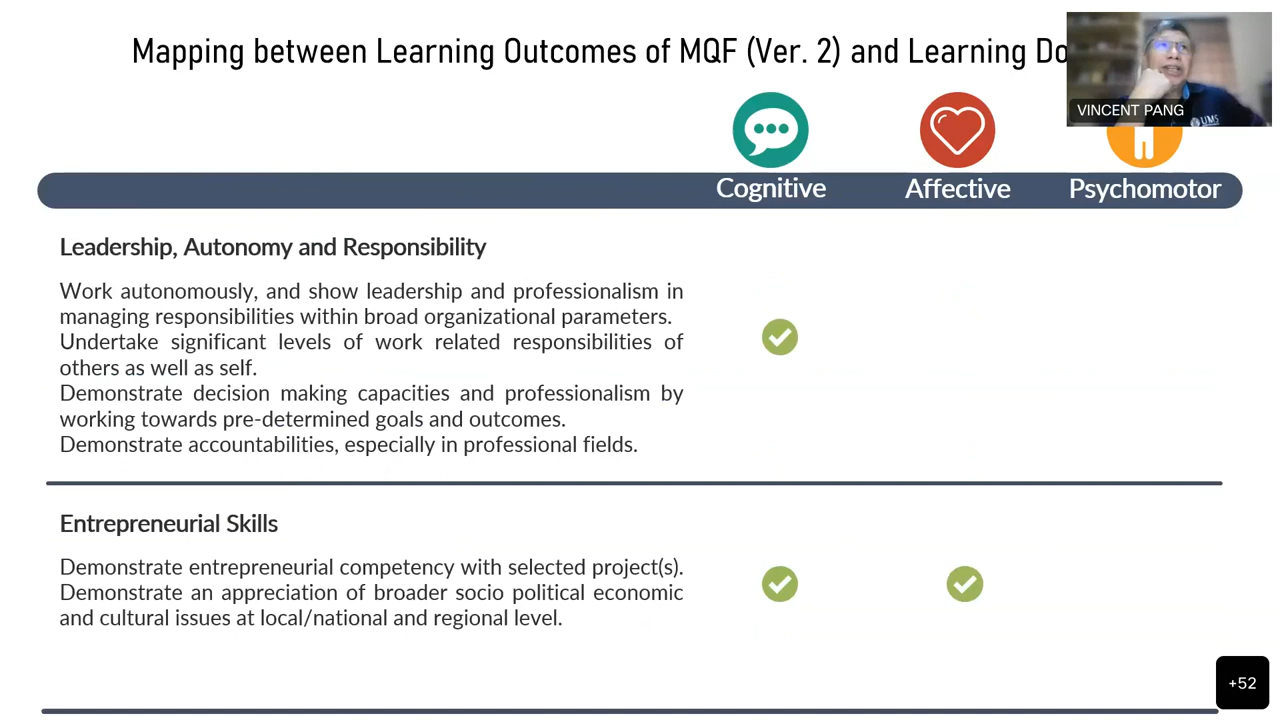 Mapping between Learning Outcomes of MQF (Ver. 2) and Learning Do
VINCENT PANG
UMS
Cognitive Affective Psychomotor
Leadership, Autonomy and Responsibility
Work autonomously, and show leadership and professionalism in
managing responsibilities within broad organizational parameters.
Undertake significant levels of work related responsibilities of
others as well as self.
Demonstrate decision making capacities and professionalism by
working towards pre-determined goals and outcomes.
Demonstrate accountabilities, especially in professional fields.
Entrepreneurial Skills
Demonstrate entrepreneurial competency with selected project(s).
Demonstrate an appreciation of broader socio political economic
and cultural issues at local/national and regional level.
+52